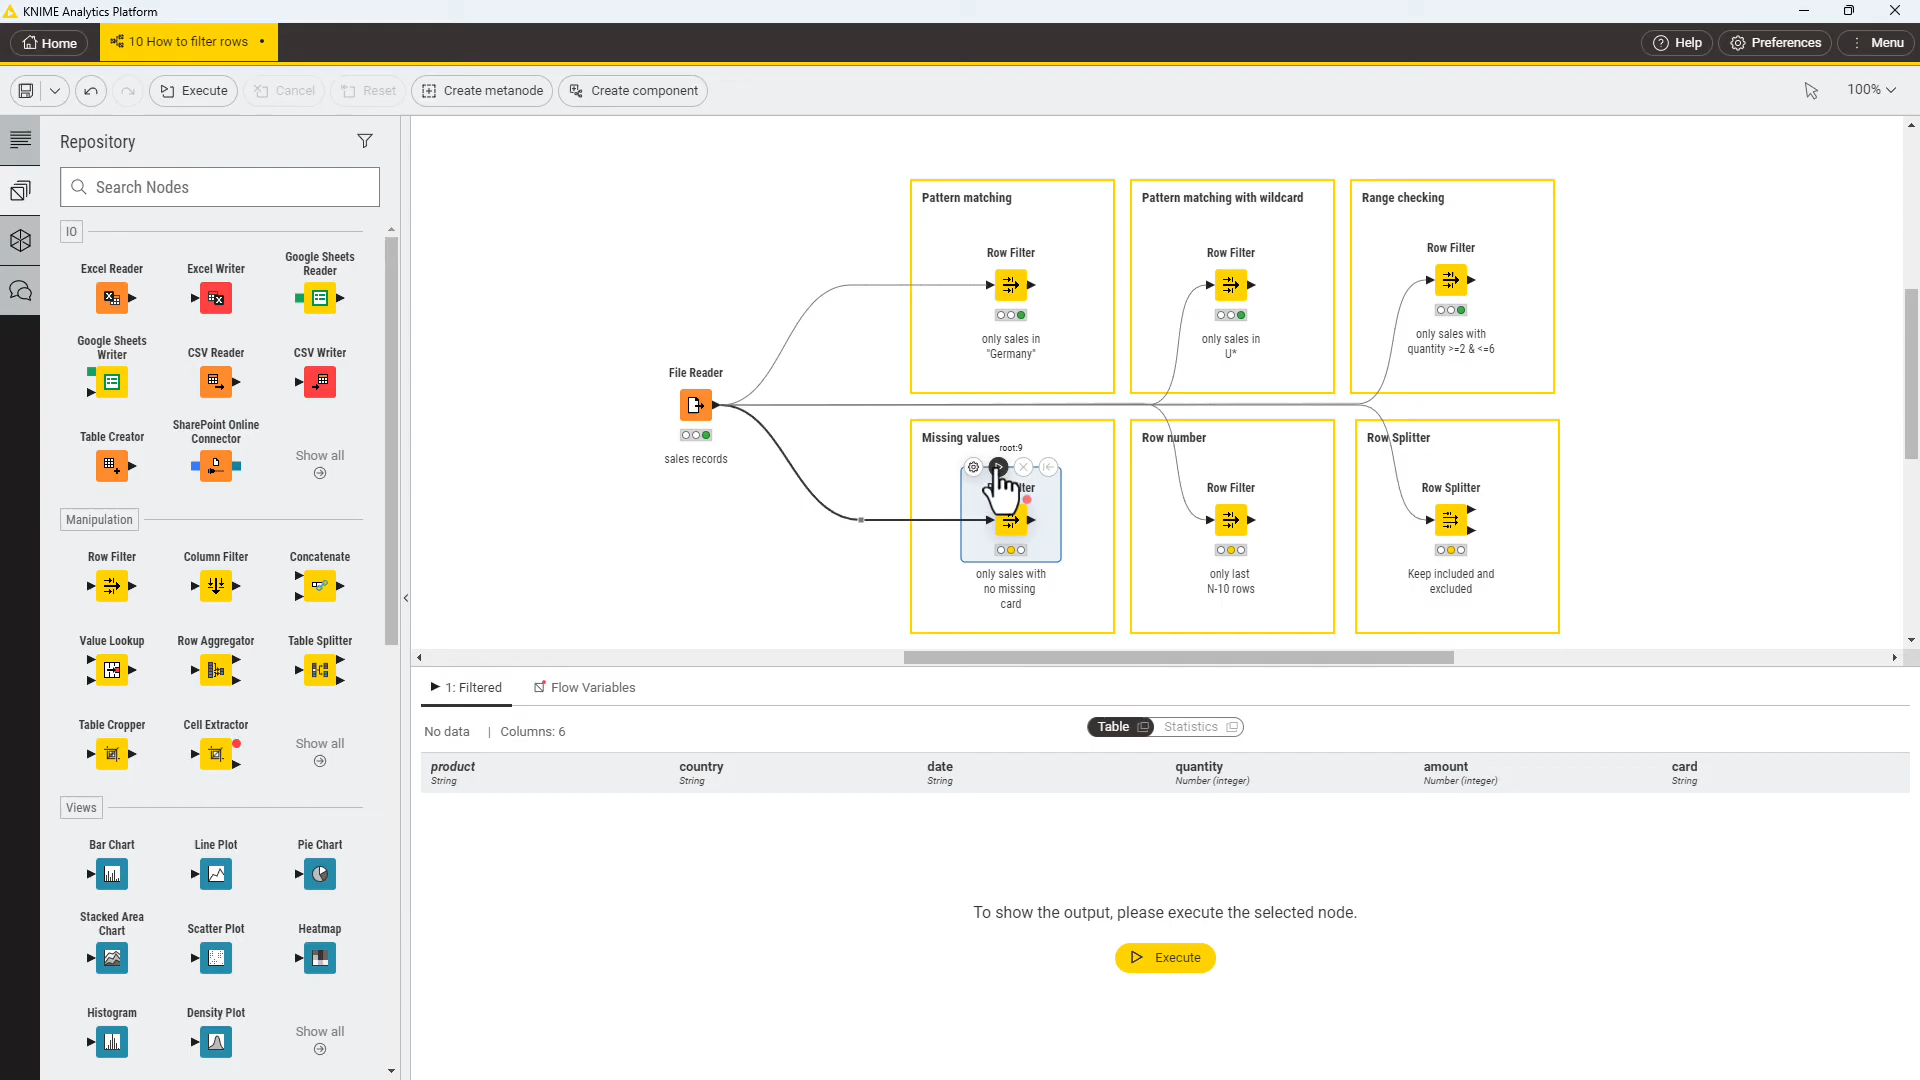 KNIME Analytics Platform
Home
10 How to filter rows
Help
Preferences
Menu
Execute
Cancel
Reset
Create metanode
Create component
100%
Repository
Search Nodes
IO
Excel Reader
Excel Writer
Google Sheets
Reader
Google Sheets
Writer
CSV Reader
CSV Writer
Table Creator
SharePoint Online
Connector
Show all
Manipulation
Row Filter
Column Filter
Concatenate
Value Lookup
Row Aggregator
Table Splitter
Table Cropper
Cell Extractor
Show all
Views
Bar Chart
Line Plot
Pie Chart
Stacked Area
Chart
Scatter Plot
Heatmap
Histogram
Density Plot
Show all
File Reader
sales records
Pattern matching
Row Filter
only sales in
"Germany"
Pattern matching with wildcard
Row Filter
only sales in
U*
Range checking
Row Filter
only sales with
quantity >=2 & <=6
Missing values
root:9
only sales with
no missing
card
Row number
Row Filter
only last
N-10 rows
Row Splitter
Row Splitter
Keep included and
excluded
1: Filtered
Flow Variables
No data | Columns: 6
Table
Statistics
product
String
country
String
date
String
quantity
Number (integer)
amount
Number (integer)
card
String
To show the output, please execute the selected node.
Execute